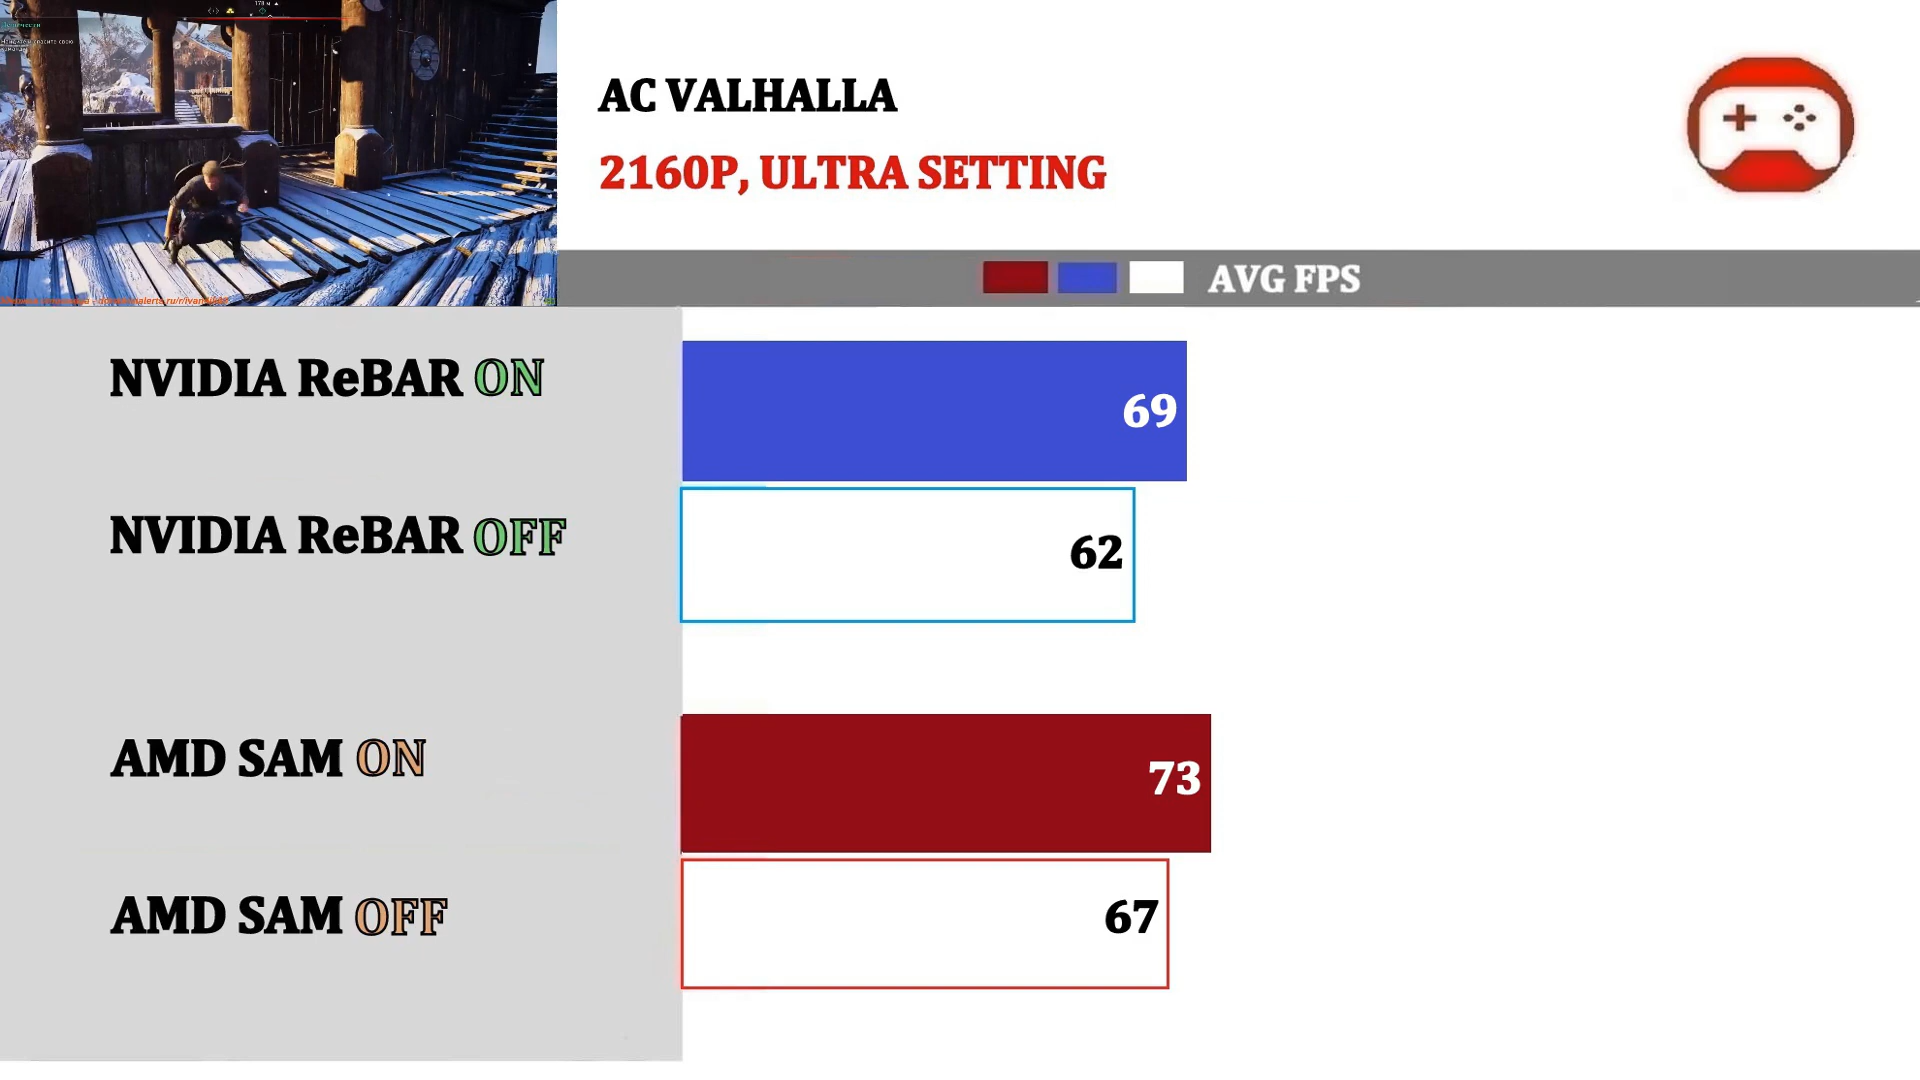 178 м
AC VALHALLA
2160P, ULTRA SETTING
AVG FPS
NVIDIA ReBAR ON
69
NVIDIA ReBAR OFF
62
AMD SAM ON
73
AMD SAM OFF
67